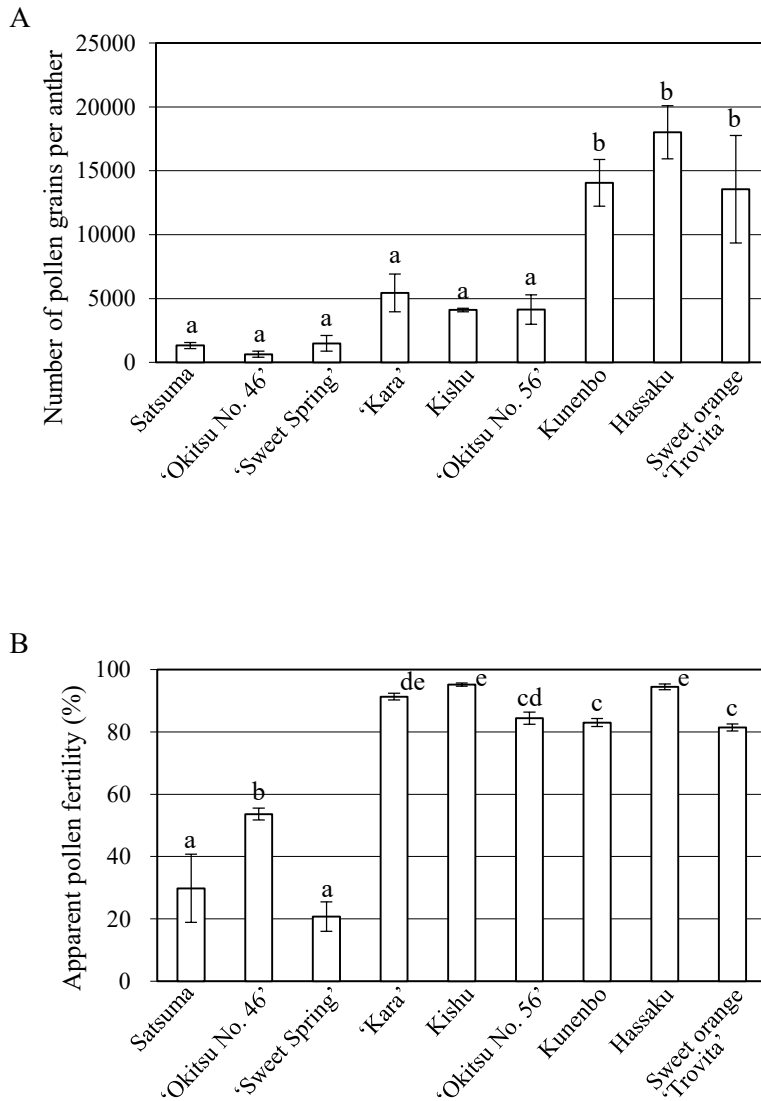 A
Number of pollen grains per anther
25000
20000
15000
10000
5000
0
a
a
a
a
a
a
b
b
b
Satsuma
‘Okitsu No. 46’
‘Sweet Spring’
‘Kara’
Kishu
‘Okitsu No. 56’
Kunenbo
Hassaku
Sweet orange
‘Trovita’
B
Apparent pollen fertility (%)
100
80
60
40
20
0
a
b
a
de
e
cd
c
e
c
Satsuma
‘Okitsu No. 46’
‘Sweet Spring’
‘Kara’
Kishu
‘Okitsu No. 56’
Kunenbo
Hassaku
Sweet orange
‘Trovita’